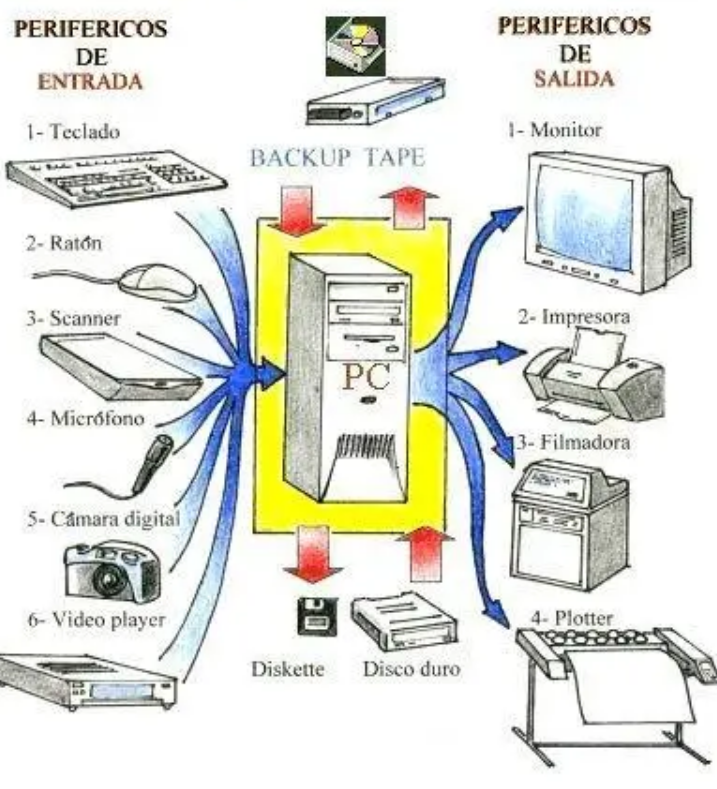 PERIFERICOS
DE
ENTRADA
1- Teclado
2- Ratón
3- Scanner
4- Micrófono
5- Cámara digital
6- Video player
BACKUP TAPE
PC
Diskette
Disco duro
PERIFERICOS
DE
SALIDA
1- Monitor
2- Impresora
3- Filmadora
4- Plotter